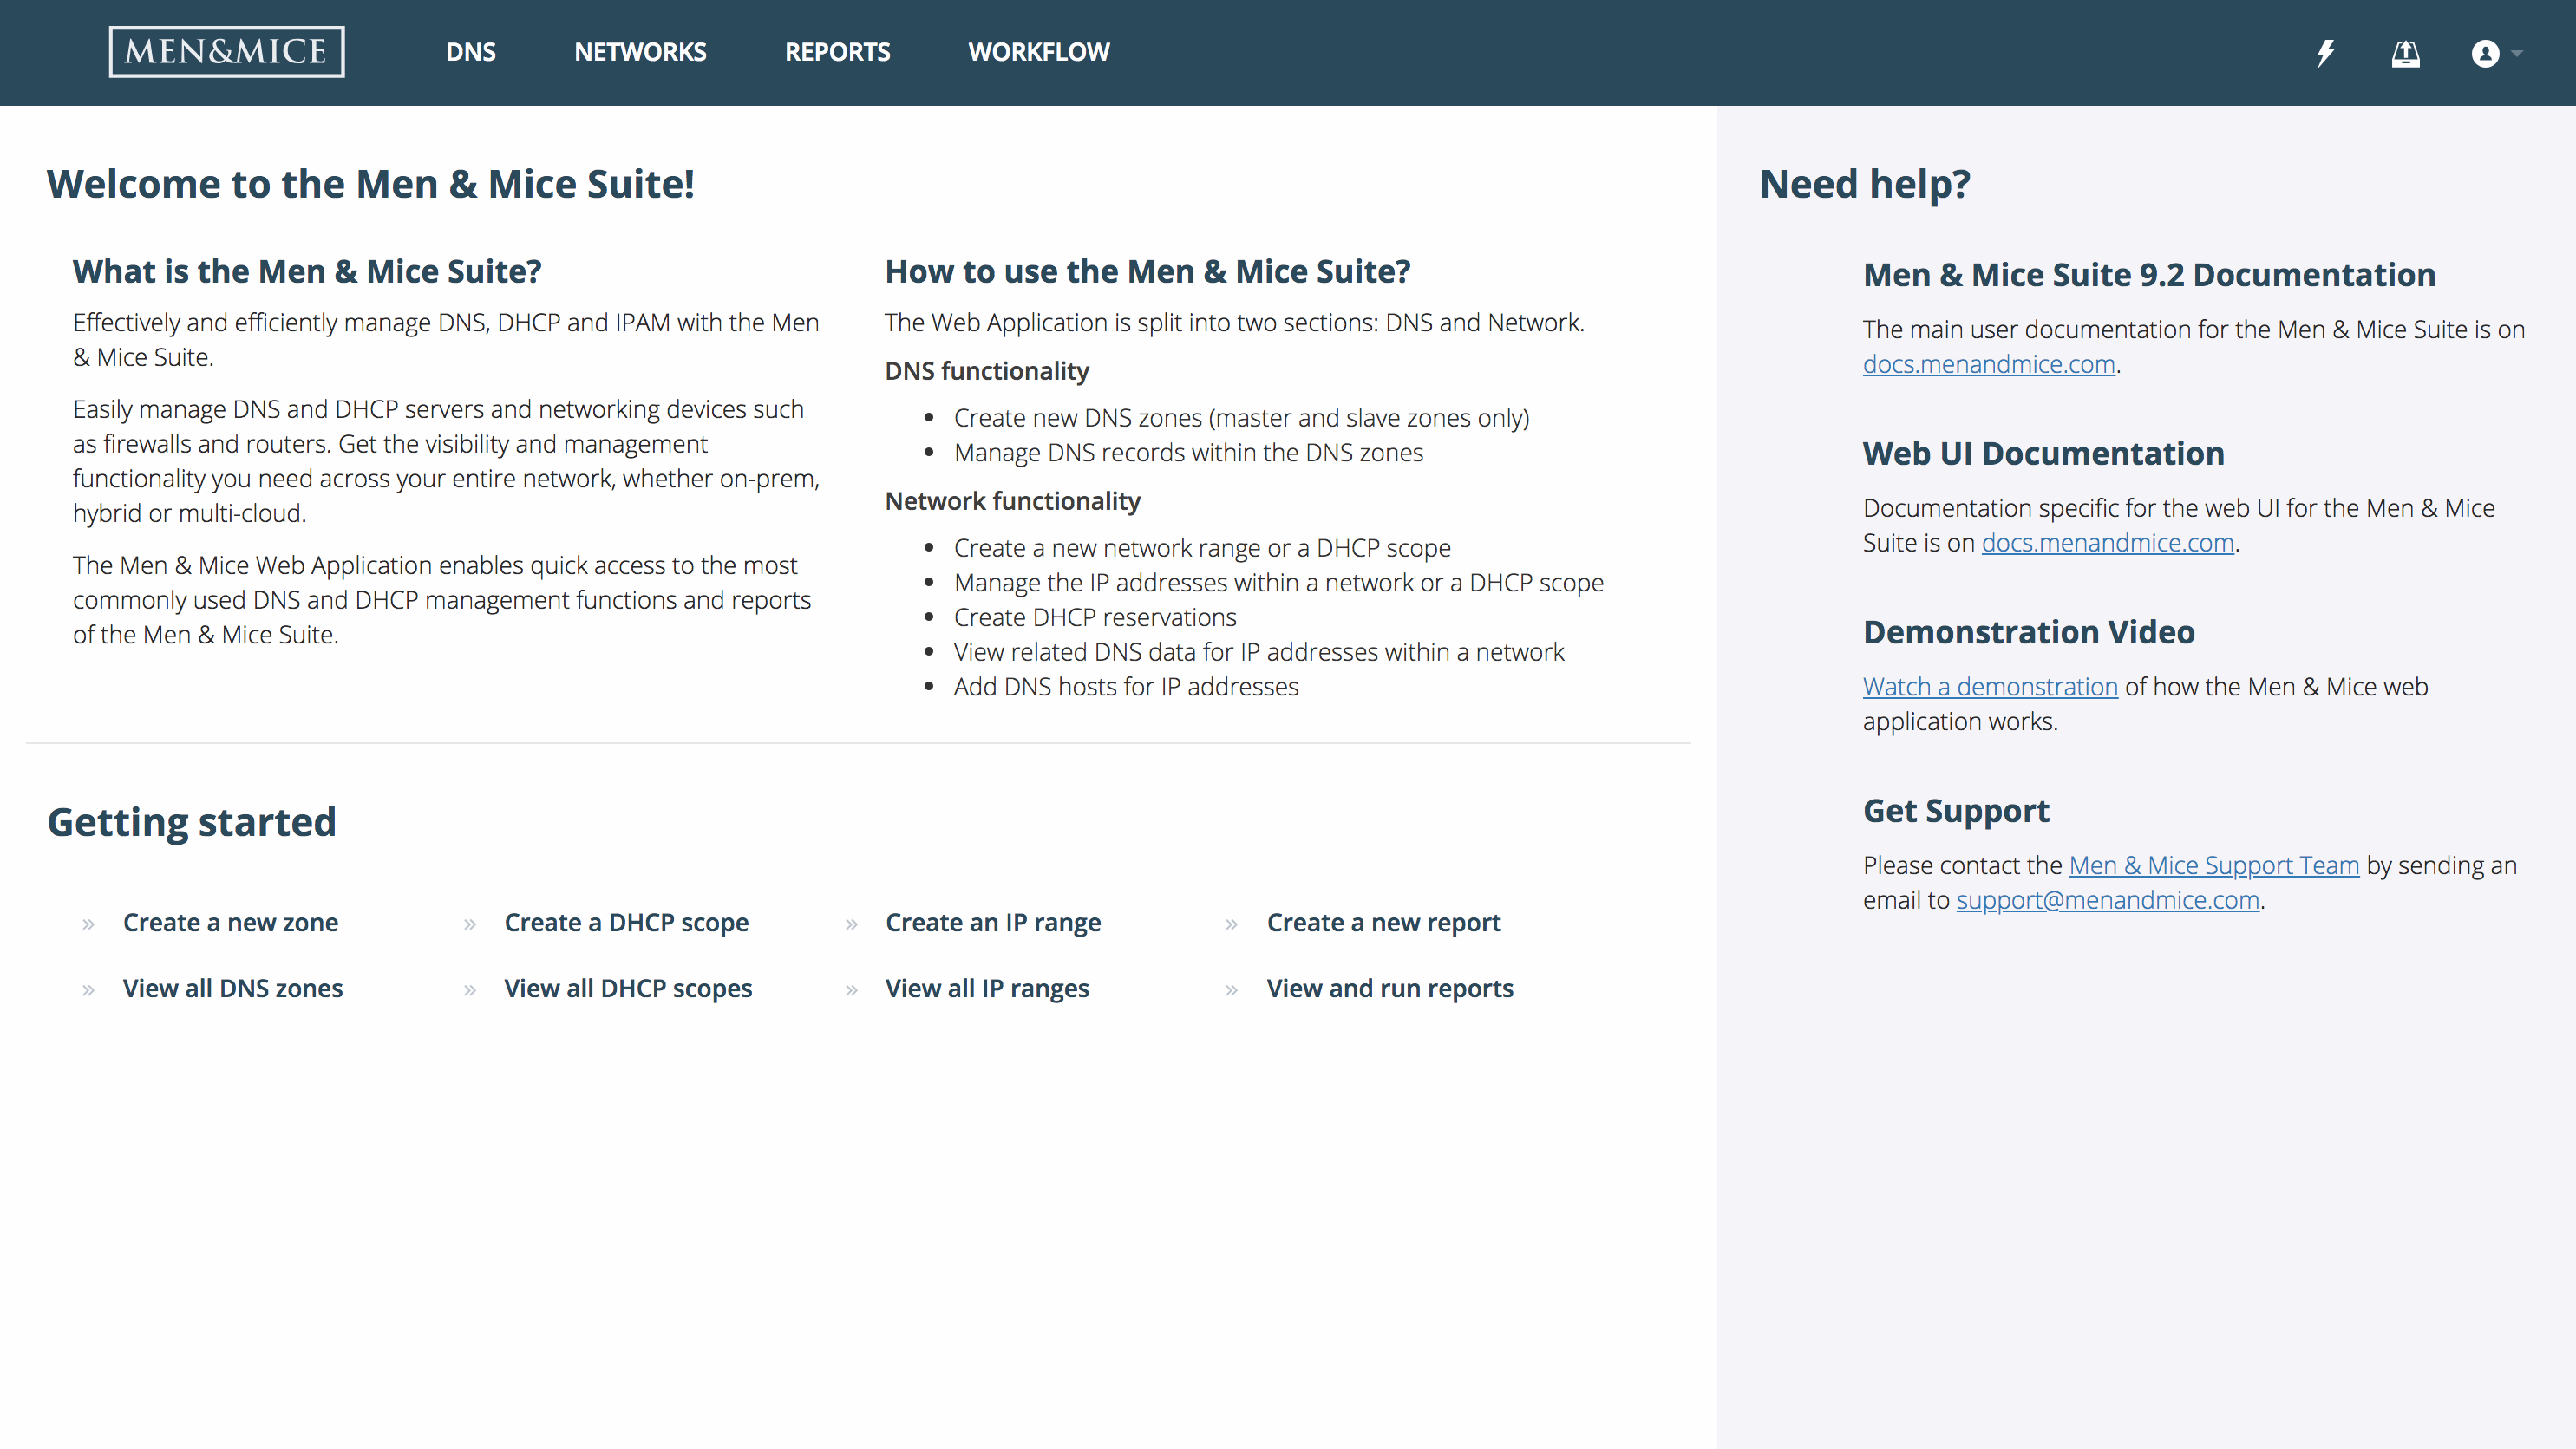 MEN&MICE
DNS
NETWORKS
REPORTS
WORKFLOW
Welcome to the Men & Mice Suite!
What is the Men & Mice Suite?
Effectively and efficiently manage DNS, DHCP and IPAM with the Men
& Mice Suite.
Easily manage DNS and DHCP servers and networking devices such
as firewalls and routers. Get the visibility and management
functionality you need across your entire network, whether on-prem,
hybrid or multi-cloud.
The Men & Mice Web Application enables quick access to the most
commonly used DNS and DHCP management functions and reports
of the Men & Mice Suite.
How to use the Men & Mice Suite?
The Web Application is split into two sections: DNS and Network.
DNS functionality
• Create new DNS zones (master and slave zones only)
• Manage DNS records within the DNS zones
Network functionality
• Create a new network range or a DHCP scope
• Manage the IP addresses within a network or a DHCP scope
• Create DHCP reservations
• View related DNS data for IP addresses within a network
• Add DNS hosts for IP addresses
Getting started
» Create a new zone
» Create a DHCP scope
» Create an IP range
» Create a new report
» View all DNS zones
» View all DHCP scopes
» View all IP ranges
» View and run reports
Need help?
Men & Mice Suite 9.2 Documentation
The main user documentation for the Men & Mice Suite is on
docs.menandmice.com.
Web UI Documentation
Documentation specific for the web UI for the Men & Mice
Suite is on docs.menandmice.com.
Demonstration Video
Watch a demonstration of how the Men & Mice web
application works.
Get Support
Please contact the Men & Mice Support Team by sending an
email to support@menandmice.com.